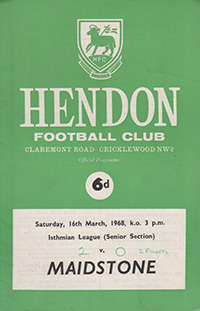 H.F.C.
HENDON
FOOTBALL CLUB
CLAREMONT ROAD · CRICKLEWOOD NW2
Official Programme
6d
Saturday, 16th March, 1968, k.o. 3 p.m.
Isthmian League (Senior Section)
2 v. 0
MAIDSTONE